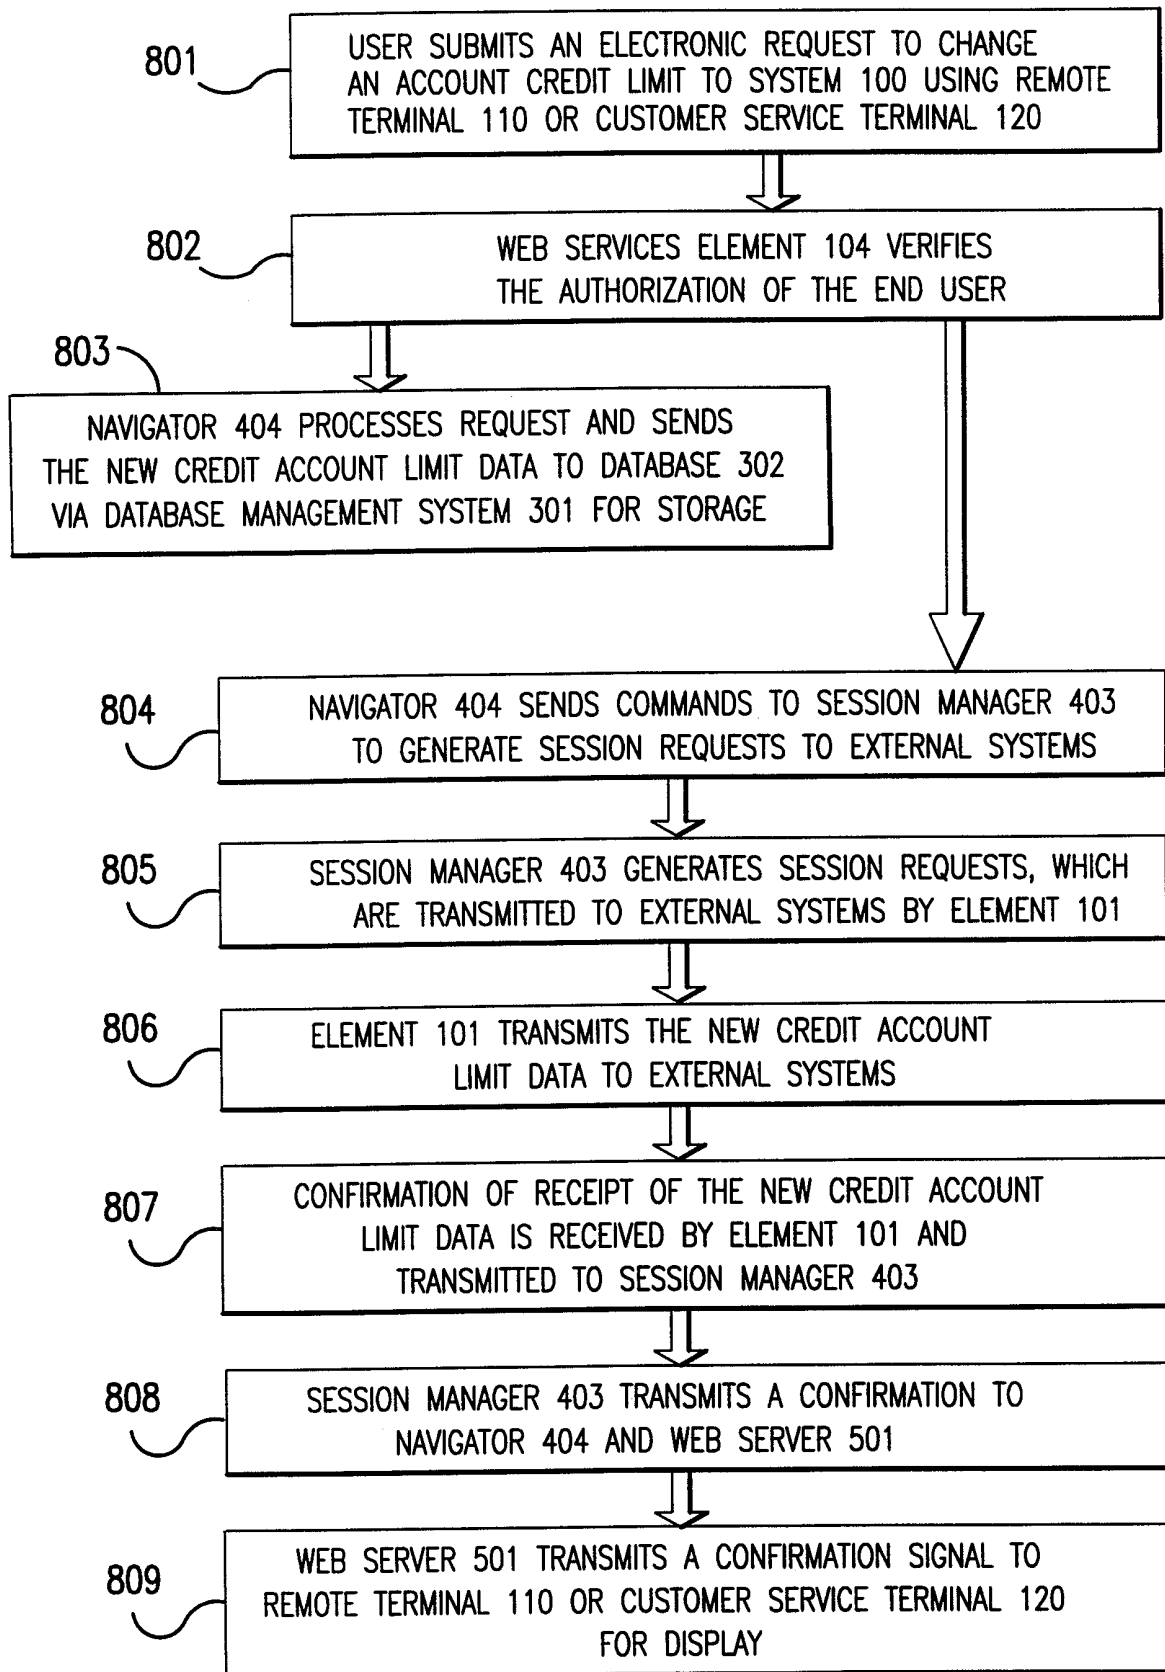 801
USER SUBMITS AN ELECTRONIC REQUEST TO CHANGE
AN ACCOUNT CREDIT LIMIT TO SYSTEM 100 USING REMOTE
TERMINAL 110 OR CUSTOMER SERVICE TERMINAL 120
802
WEB SERVICES ELEMENT 104 VERIFIES
THE AUTHORIZATION OF THE END USER
803
NAVIGATOR 404 PROCESSES REQUEST AND SENDS
THE NEW CREDIT ACCOUNT LIMIT DATA TO DATABASE 302
VIA DATABASE MANAGEMENT SYSTEM 301 FOR STORAGE
804
NAVIGATOR 404 SENDS COMMANDS TO SESSION MANAGER 403
TO GENERATE SESSION REQUESTS TO EXTERNAL SYSTEMS
805
SESSION MANAGER 403 GENERATES SESSION REQUESTS, WHICH
ARE TRANSMITTED TO EXTERNAL SYSTEMS BY ELEMENT 101
806
ELEMENT 101 TRANSMITS THE NEW CREDIT ACCOUNT
LIMIT DATA TO EXTERNAL SYSTEMS
807
CONFIRMATION OF RECEIPT OF THE NEW CREDIT ACCOUNT
LIMIT DATA IS RECEIVED BY ELEMENT 101 AND
TRANSMITTED TO SESSION MANAGER 403
808
SESSION MANAGER 403 TRANSMITS A CONFIRMATION TO
NAVIGATOR 404 AND WEB SERVER 501
809
WEB SERVER 501 TRANSMITS A CONFIRMATION SIGNAL TO
REMOTE TERMINAL 110 OR CUSTOMER SERVICE TERMINAL 120
FOR DISPLAY